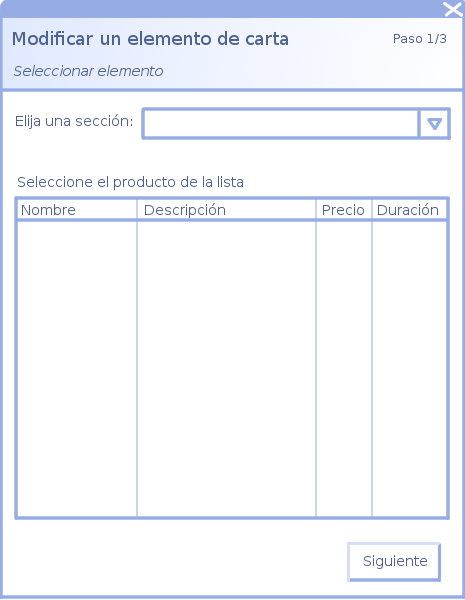 Modificar un elemento de carta
Paso 1/3
Seleccionar elemento
Elija una sección:
Seleccione el producto de la lista
Nombre Descripción Precio Duración
Siguiente